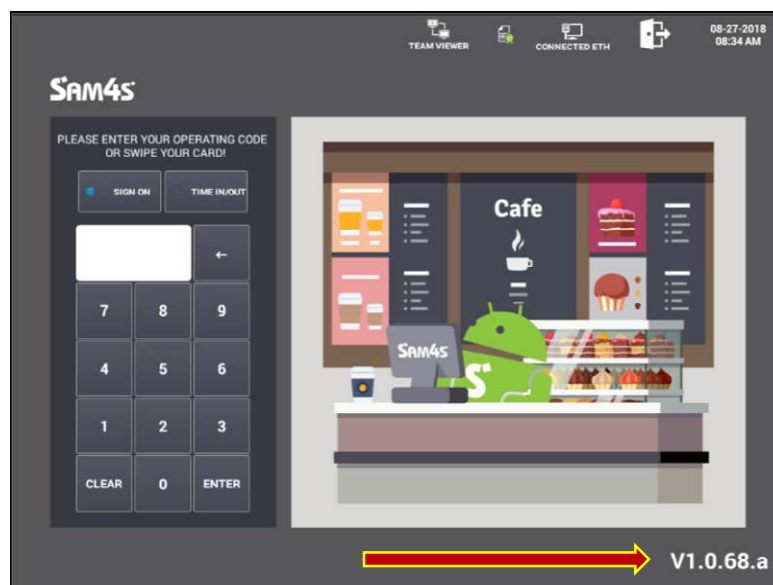 TEAM VIEWER
CONNECTED ETH
08-27-2018
08:34 AM
SAM4S
PLEASE ENTER YOUR OPERATING CODE
OR SWIPE YOUR CARD!
SIGN ON
TIME IN/OUT
←
7 8 9
4 5 6
1 2 3
CLEAR 0 ENTER
Cafe
SAM4S
S
V1.0.68.a